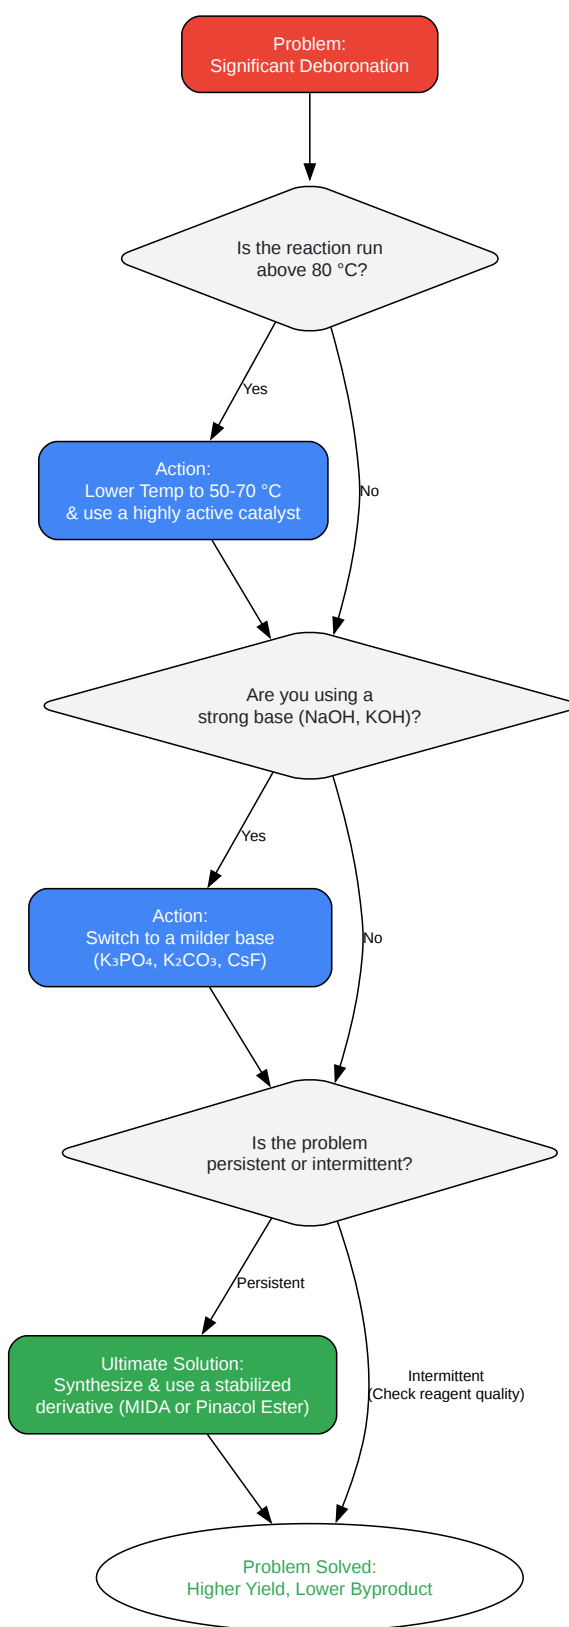 Problem:
Significant Deboronation
Is the reaction run
above 80 °C?
Yes
Action:
Lower Temp to 50-70 °C
& use a highly active catalyst
No
Are you using a
strong base (NaOH, KOH)?
Yes
Action:
Switch to a milder base
(K₃PO₄, K₂CO₃, CsF)
No
Is the problem
persistent or intermittent?
Persistent
Ultimate Solution:
Synthesize & use a stabilized
derivative (MIDA or Pinacol Ester)
Intermittent
(Check reagent quality)
Problem Solved:
Higher Yield, Lower Byproduct